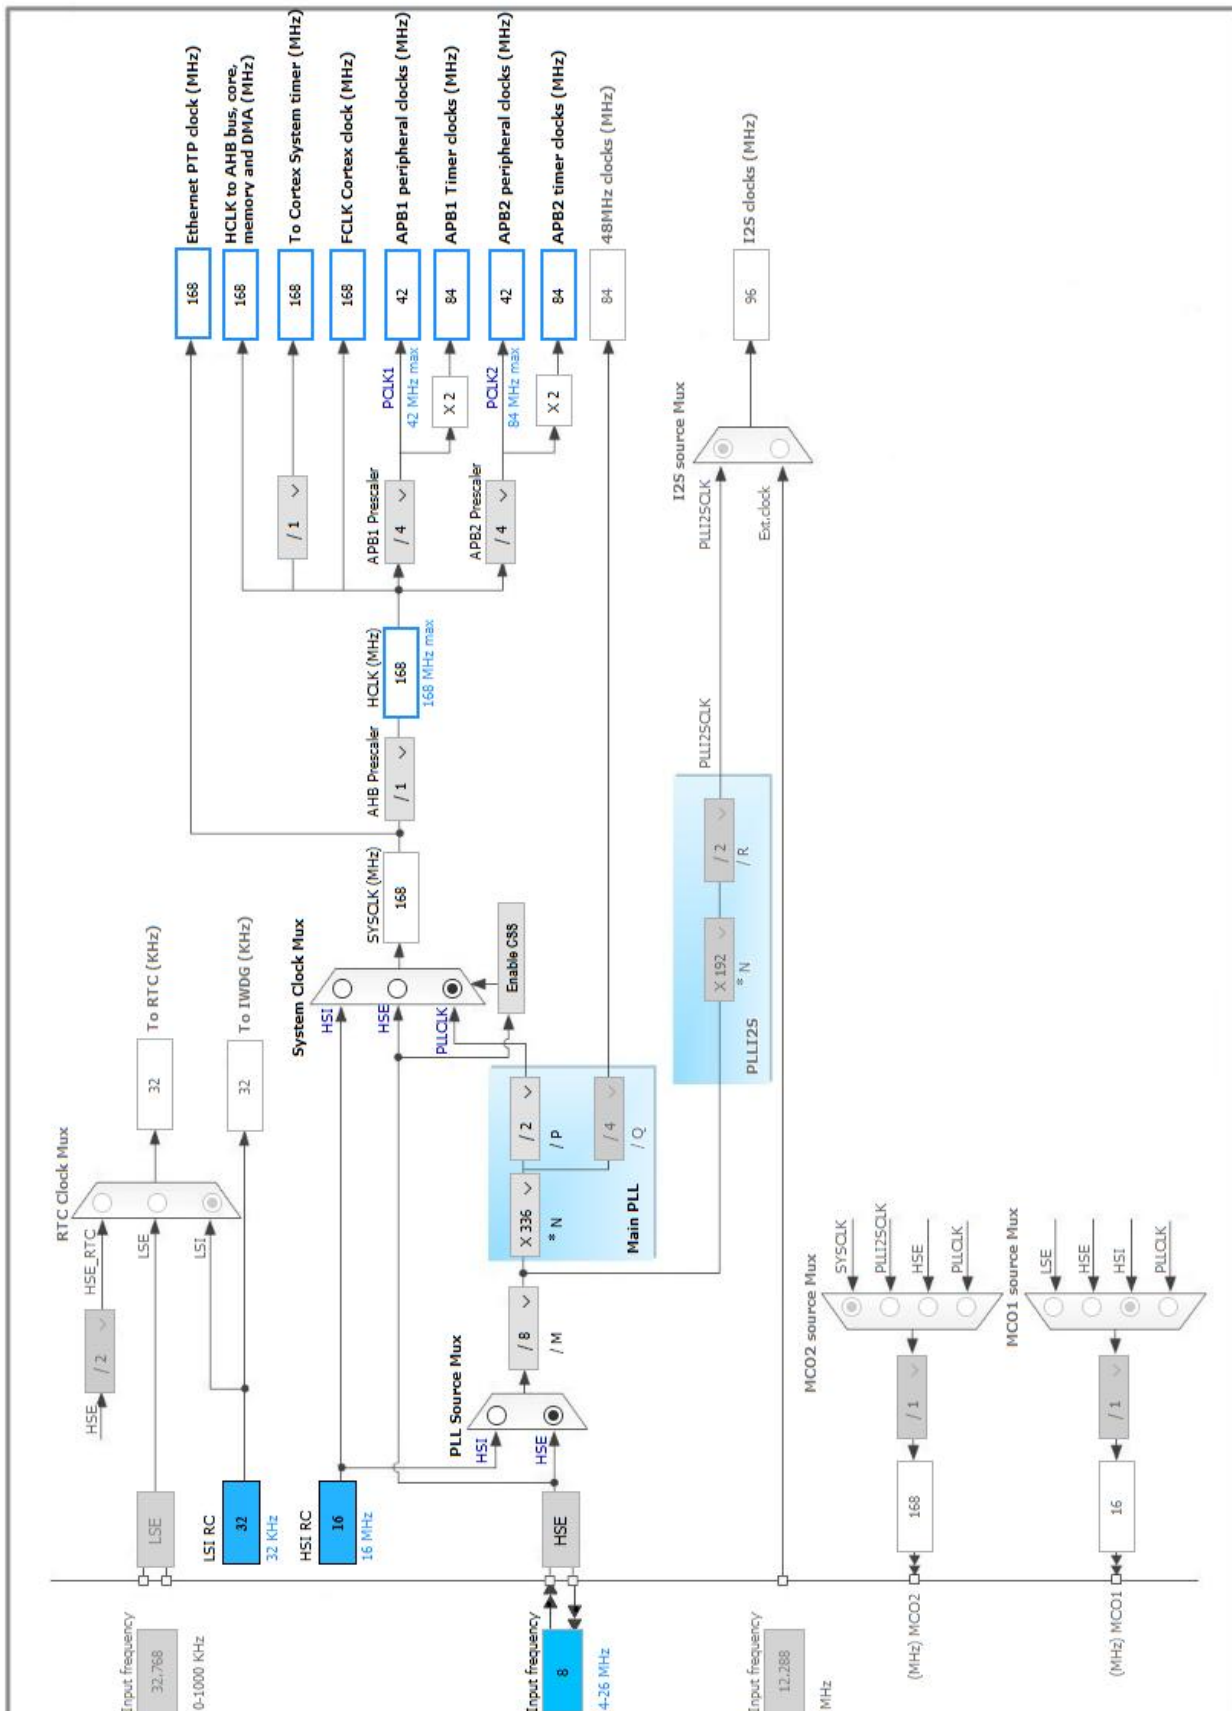 Input frequency
32.768
0-1000 KHz
LSE
HSE
/ 2
HSE_RTC
LSE
LSI
RTC Clock Mux
32
To RTC (KHz)
LSI RC
32
32 KHz
32
To IWDG (KHz)
HSI RC
16
16 MHz
System Clock Mux
HSI
HSE
PLLCLK
Enable CSS
SYSCLK (MHz)
168
AHB Prescaler
/ 1
HCLK (MHz)
168
168 MHz max
168
Ethernet PTP clock (MHz)
168
HCLK to AHB bus, core,
memory and DMA (MHz)
/ 1
168
To Cortex System timer (MHz)
168
FCLK Cortex clock (MHz)
APB1 Prescaler
/ 4
PCLK1
42 MHz max
42
APB1 peripheral clocks (MHz)
X 2
84
APB1 Timer clocks (MHz)
APB2 Prescaler
/ 4
PCLK2
84 MHz max
42
APB2 peripheral clocks (MHz)
X 2
84
APB2 timer clocks (MHz)
84
48MHz clocks (MHz)
Input frequency
8
4-26 MHz
HSE
PLL Source Mux
HSI
HSE
/ 8
/ M
X 336
* N
/ 2
/ P
/ 4
/ Q
Main PLL
X 192
* N
/ 2
/ R
PLLI2S
PLLI2SCLK
PLLI2SCLK
Ext.clock
I2S source Mux
96
I2S clocks (MHz)
12.288
MHz
(MHz) MCO2
168
/ 1
MCO2 source Mux
SYSCLK
PLLI2SCLK
HSE
PLLCLK
(MHz) MCO1
16
/ 1
MCO1 source Mux
LSE
HSE
HSI
PLLCLK